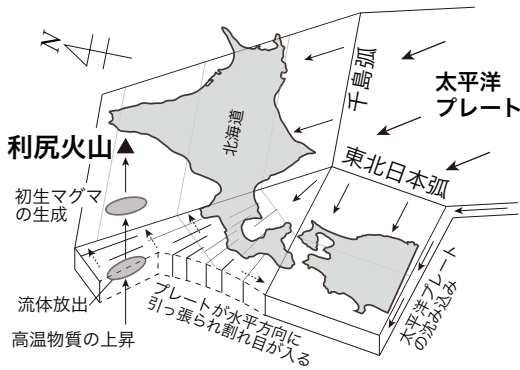 N
千島弧
太平洋
プレート
北海道
利尻火山
東北日本弧
初生マグマ
の生成
太平洋プレート
の沈み込み
流体放出
プレートが水平方向に
引っ張られ割れ目が入る
高温物質の上昇